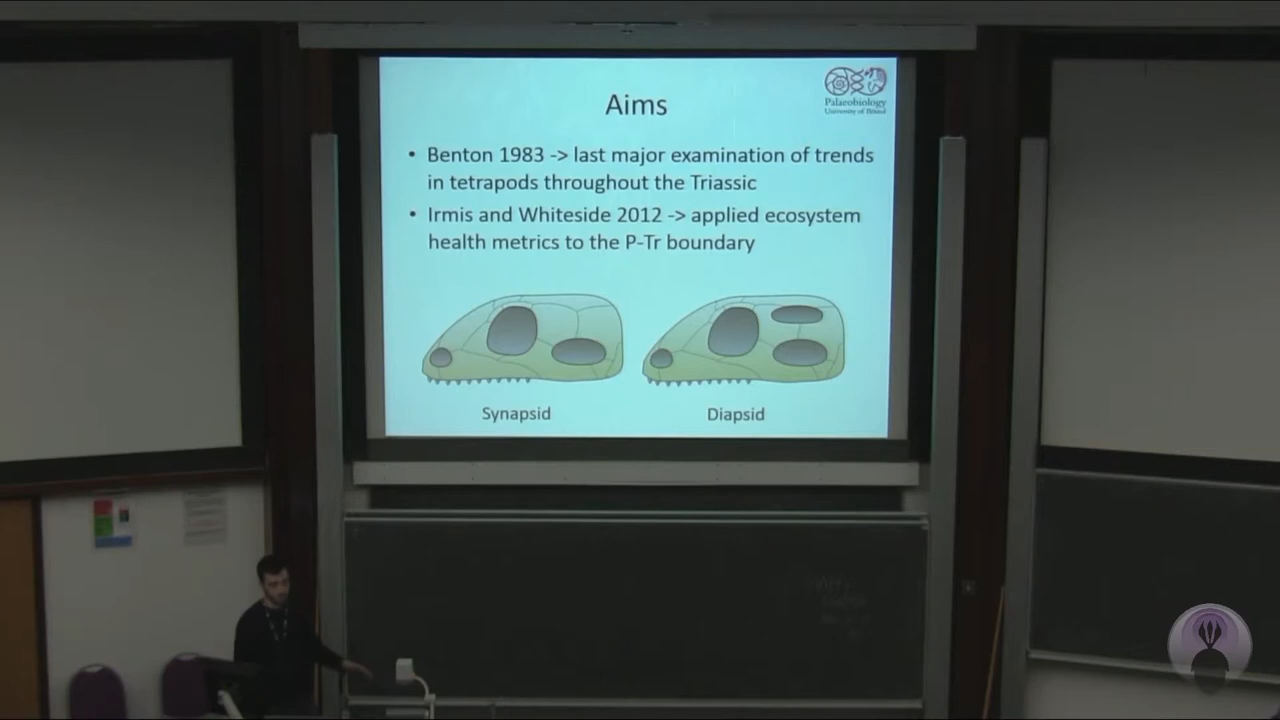 Aims
Palaeobiology
University of Bristol
• Benton 1983 -> last major examination of trends
in tetrapods throughout the Triassic
• Irmis and Whiteside 2012 -> applied ecosystem
health metrics to the P-Tr boundary
Synapsid
Diapsid